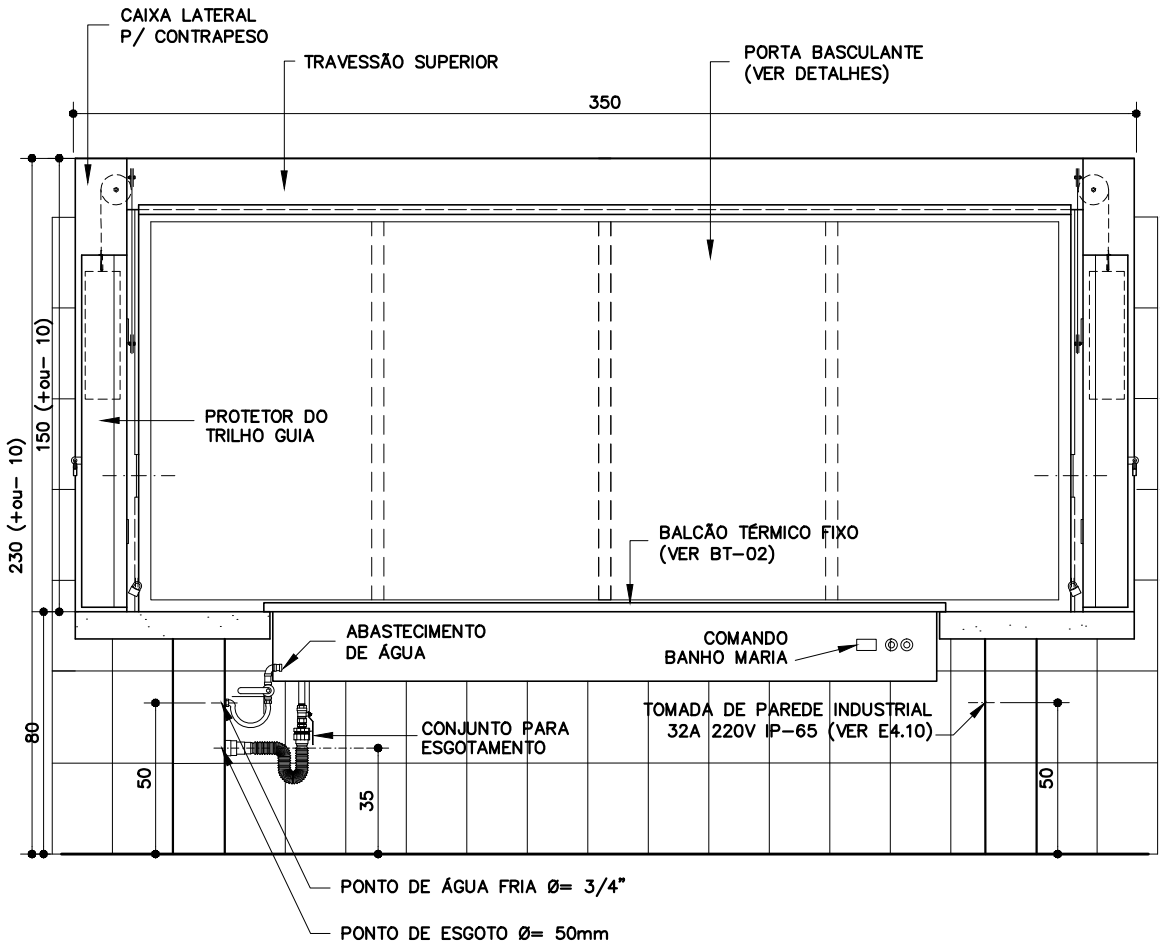 CAIXA LATERAL
P/ CONTRAPESO
TRAVESSÃO SUPERIOR
PORTA BASCULANTE
(VER DETALHES)
350
150 (+ou- 10)
230 (+ou- 10)
PROTETOR DO
TRILHO GUIA
BALCÃO TÉRMICO FIXO
(VER BT-02)
ABASTECIMENTO
DE ÁGUA
COMANDO
BANHO MARIA
TOMADA DE PAREDE INDUSTRIAL
32A 220V IP-65 (VER E4.10)
CONJUNTO PARA
ESGOTAMENTO
80
50
35
50
PONTO DE ÁGUA FRIA Ø= 3/4"
PONTO DE ESGOTO Ø= 50mm